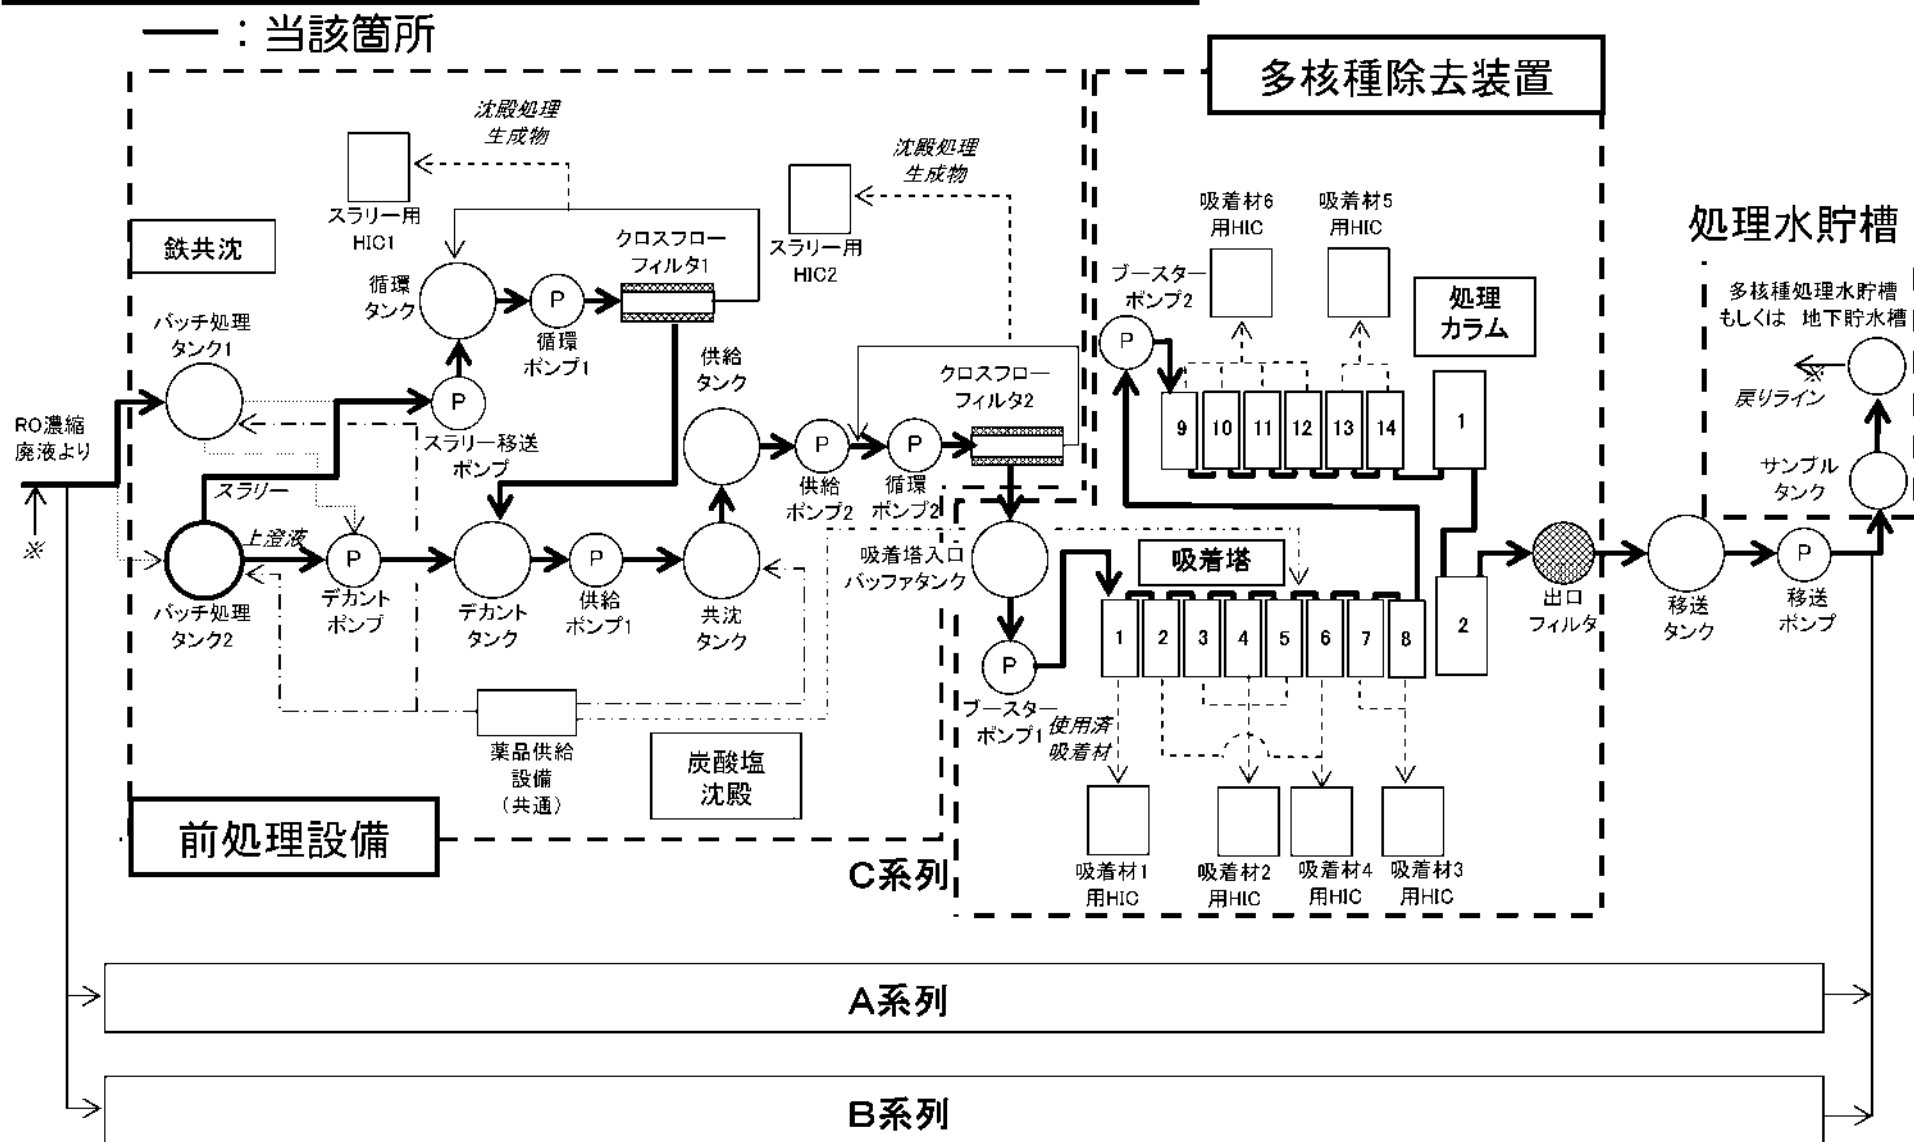 ：当該箇所
多核種除去装置
沈殿処理
生成物
沈殿処理
生成物
スラリー用
HIC1
スラリー用
HIC2
吸着材6
用HIC
吸着材5
用HIC
処理水貯槽
鉄共沈
クロスフロー
フィルタ1
循環
タンク
P
循環
ポンプ1
ブースター
ポンプ2
P
処理
カラム
多核種処理水貯槽
もしくは 地下貯水槽
バッチ処理
タンク1
供給
タンク
クロスフロー
フィルタ2
※
戻りライン
RO濃縮
廃液より
P
スラリー移送
ポンプ
P
供給
ポンプ2
P
循環
ポンプ2
9
10
11
12
13
14
1
サンプル
タンク
スラリー
※
上澄液
バッチ処理
タンク2
P
デカント
ポンプ
デカント
タンク
P
供給
ポンプ1
共沈
タンク
吸着塔入口
バッファタンク
吸着塔
1
2
3
4
5
6
7
8
2
出口
フィルタ
移送
タンク
P
移送
ポンプ
P
ブースター
ポンプ1
使用済
吸着材
薬品供給
設備
（共通）
炭酸塩
沈殿
前処理設備
C系列
吸着材1
用HIC
吸着材2
用HIC
吸着材4
用HIC
吸着材3
用HIC
A系列
B系列